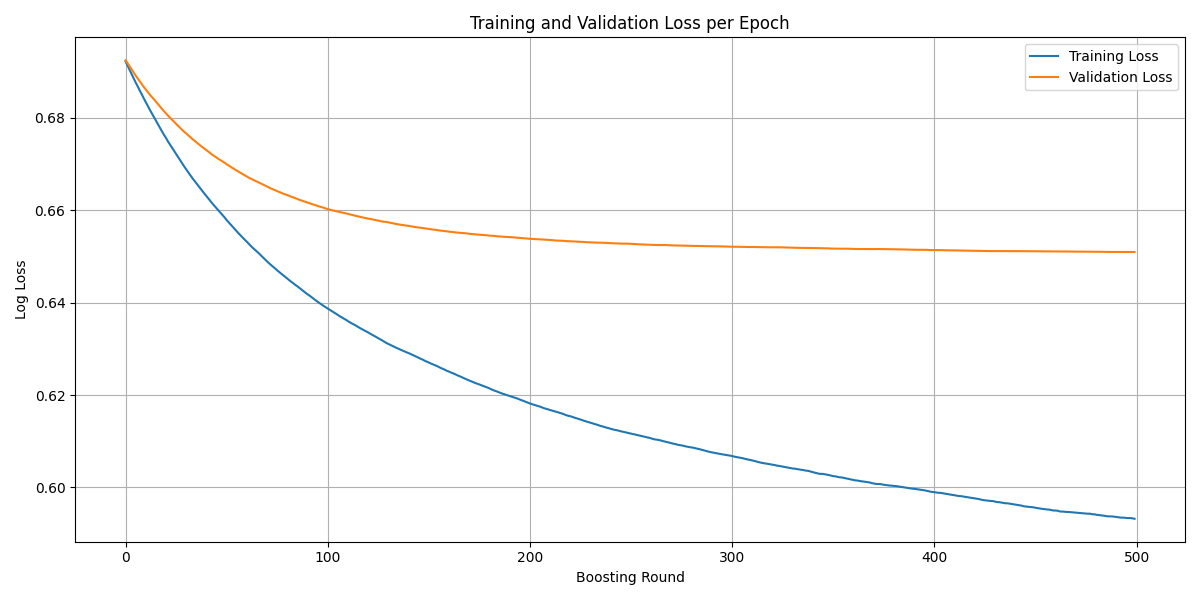 Training and Validation Loss per Epoch
Training Loss
Validation Loss
Log Loss
0.68
0.66
0.64
0.62
0.60
0
100
200
300
400
500
Boosting Round